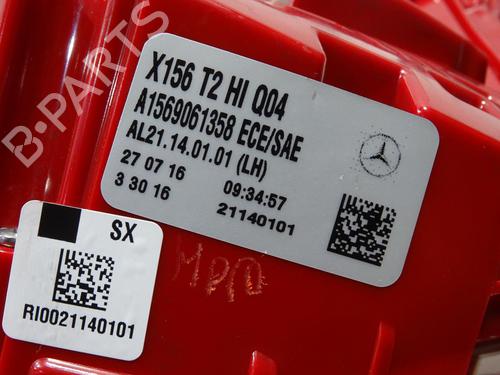 B-PARTS
X156 T2 HI Q04
A1569061358 ECE/SAE
AL21.14.01.01 (LH)
27 07 16 09:34:57
3 30 16 21140101
SX
RI0021140101